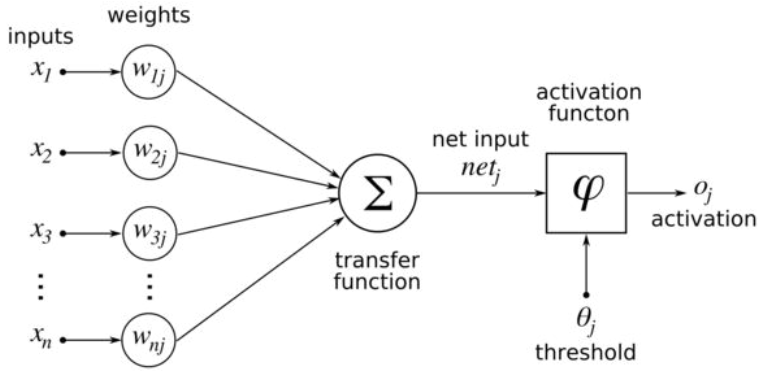 weights
inputs
x1
w1j
x2
w2j
x3
w3j
⋮
⋮
xn
wnj
Σ
transfer
function
net input
netj
activation
functon
φ
oj
activation
θj
threshold